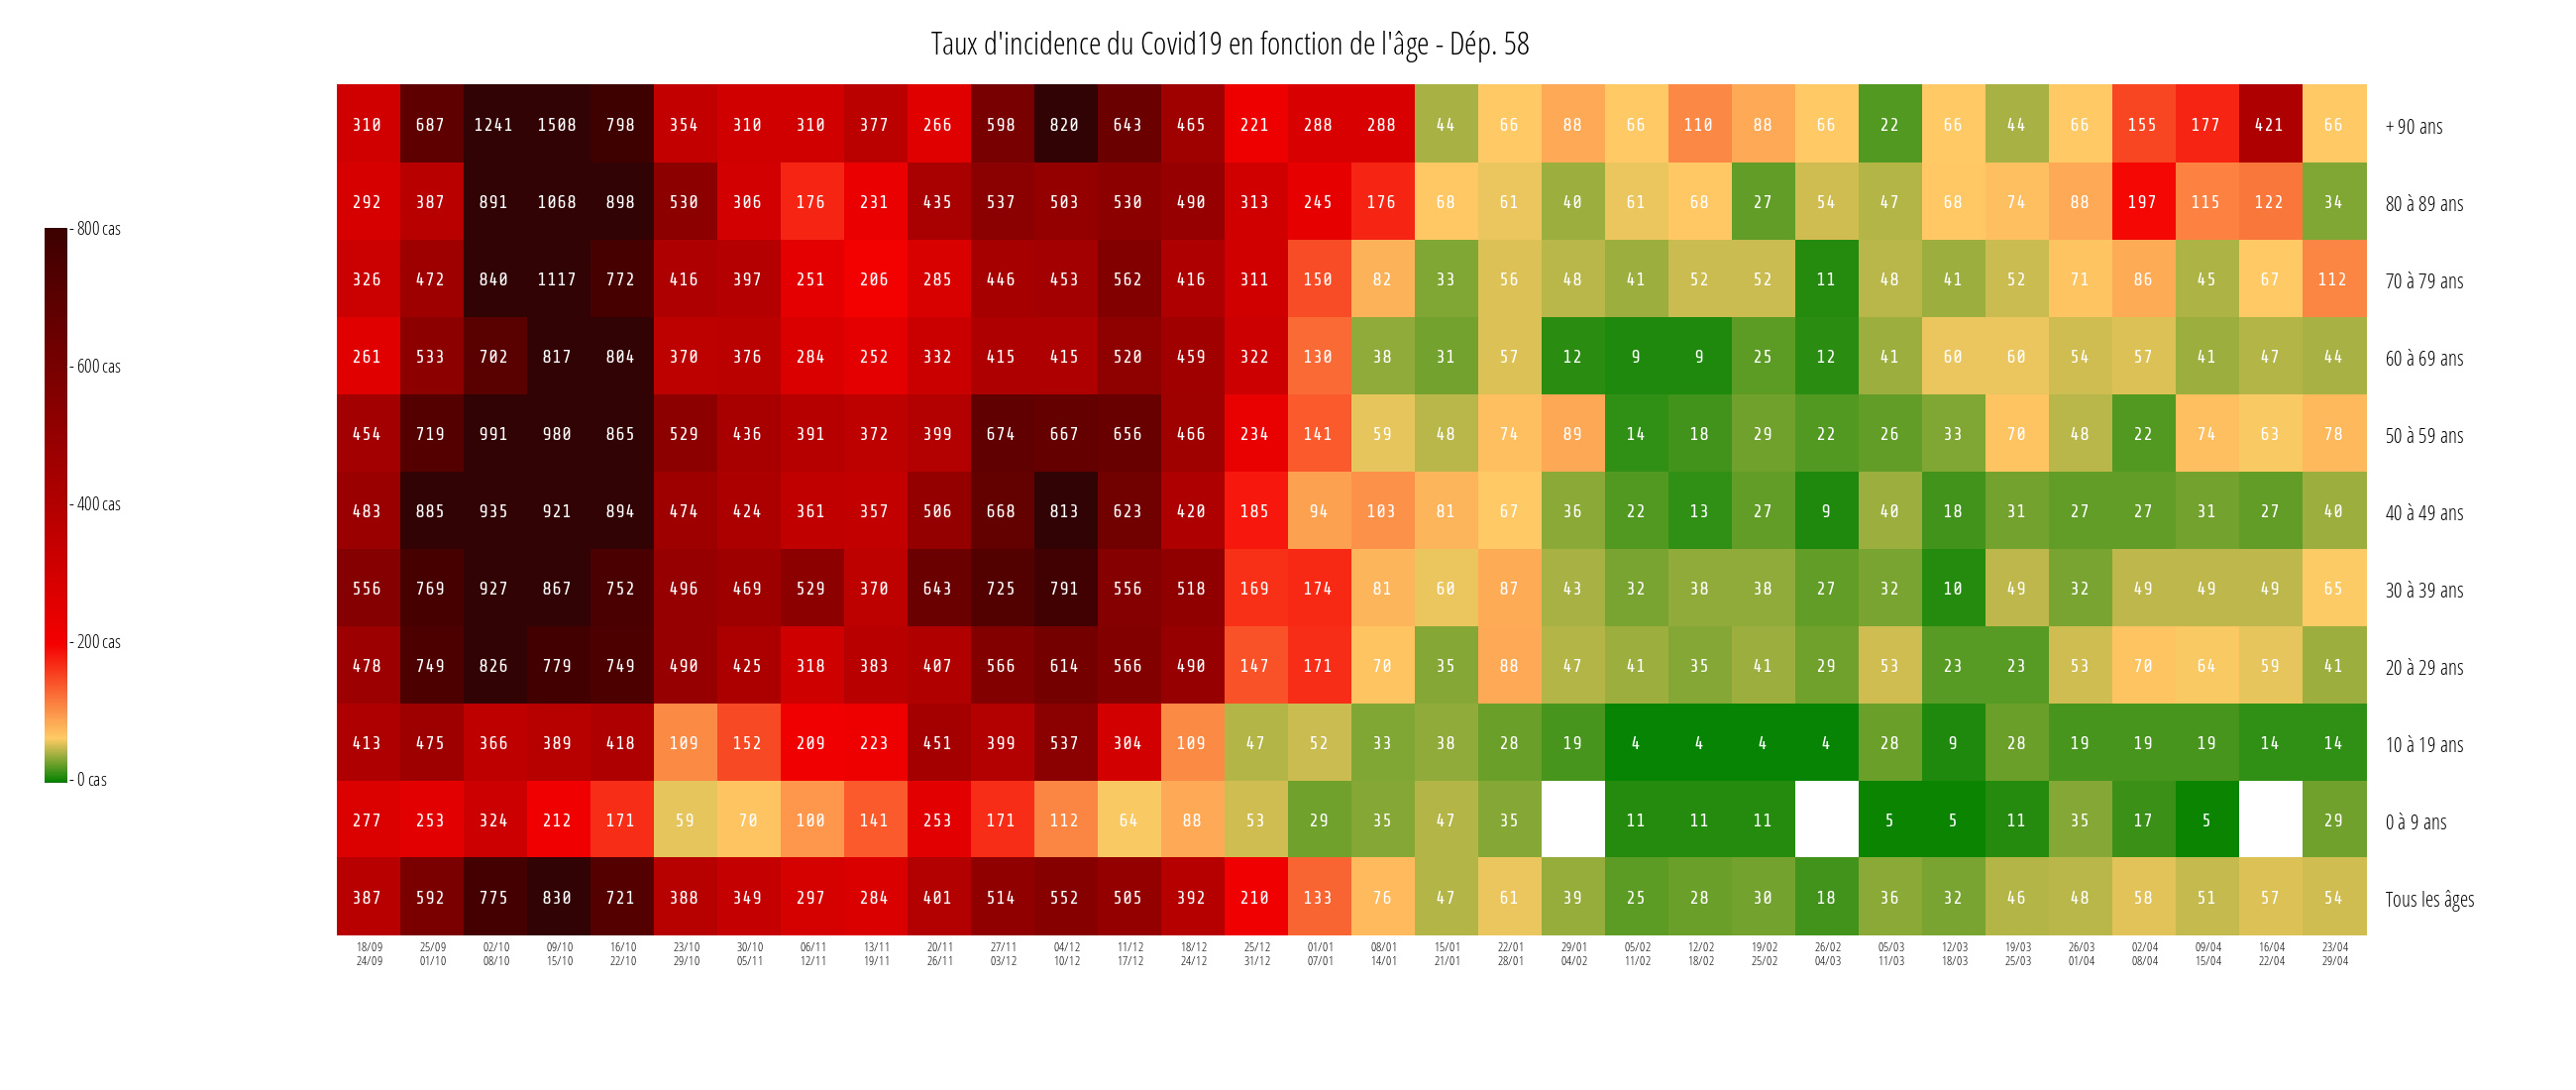 Taux d'incidence du Covid19 en fonction de l'âge - Dép. 58
310 687 1241 1508 798 354 310 310 377 266 598 820 643 465 221 288 288 44 66 88 66 110 88 66 22 66 44 66 155 177 421 66 + 90 ans
292 387 891 1068 898 530 306 176 231 435 537 503 530 490 313 245 176 68 61 40 61 68 27 54 47 68 74 88 197 115 122 34 80 à 89 ans
326 472 840 1117 772 416 397 251 206 285 446 453 562 416 311 150 82 33 56 48 41 52 52 11 48 41 52 71 86 45 67 112 70 à 79 ans
261 533 702 817 804 370 376 284 252 332 415 415 520 459 322 130 38 31 57 12 9 9 25 12 41 60 60 54 57 41 47 44 60 à 69 ans
454 719 991 980 865 529 436 391 372 399 674 667 656 466 234 141 59 48 74 89 14 18 29 22 26 33 70 48 22 74 63 78 50 à 59 ans
483 885 935 921 894 474 424 361 357 506 668 813 623 420 185 94 103 81 67 36 22 13 27 9 40 18 31 27 27 31 27 40 40 à 49 ans
556 769 927 867 752 496 469 529 370 643 725 791 556 518 169 174 81 60 87 43 32 38 38 27 32 10 49 32 49 49 49 65 30 à 39 ans
478 749 826 779 749 490 425 318 383 407 566 614 566 490 147 171 70 35 88 47 41 35 41 29 53 23 23 53 70 64 59 41 20 à 29 ans
413 475 366 389 418 109 152 209 223 451 399 537 304 109 47 52 33 38 28 19 4 4 4 4 28 9 28 19 19 19 14 14 10 à 19 ans
277 253 324 212 171 59 70 100 141 253 171 112 64 88 53 29 35 47 35 11 11 11 5 5 11 35 17 5 29 0 à 9 ans
387 592 775 830 721 388 349 297 284 401 514 552 505 392 210 133 76 47 61 39 25 28 30 18 36 32 46 48 58 51 57 54 Tous les âges
18/09 25/09 02/10 09/10 16/10 23/10 30/10 06/11 13/11 20/11 27/11 04/12 11/12 18/12 25/12 01/01 08/01 15/01 22/01 29/01 05/02 12/02 19/02 26/02 05/03 12/03 19/03 26/03 02/04 09/04 16/04 23/04
24/09 01/10 08/10 15/10 22/10 29/10 05/11 12/11 19/11 26/11 03/12 10/12 17/12 24/12 31/12 07/01 14/01 21/01 28/01 04/02 11/02 18/02 25/02 04/03 11/03 18/03 25/03 01/04 08/04 15/04 22/04 29/04
- 800 cas
- 600 cas
- 400 cas
- 200 cas
- 0 cas